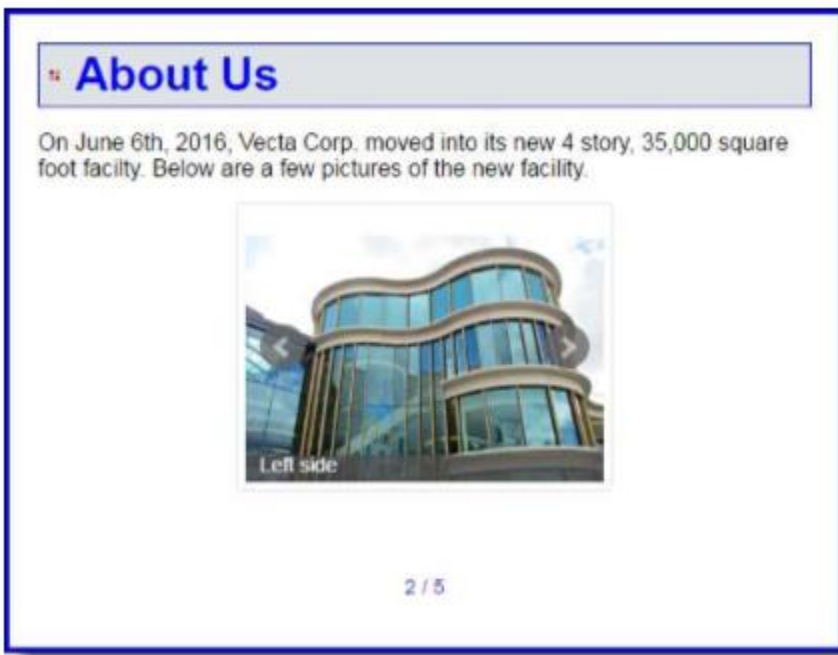 About Us
On June 6th, 2016, Vecta Corp. moved into its new 4 story, 35,000 square
foot facilty. Below are a few pictures of the new facility.
Left side
2 / 5